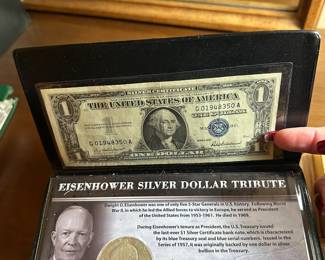 SILVER CERTIFICATE
THE UNITED STATES OF AMERICA
G 01948350 A
G 01948350 A
ONE DOLLAR
EISENHOWER SILVER DOLLAR TRIBUTE
Dwight D Eisenhower was one of only five 5-Star Generals in U.S. history. Following World
War II, in which he led the Allied forces to victory in Europe, he served as President
of the United States from 1953-1961. He died in 1969.
During Eisenhower's tenure as President, the U.S. Treasury issued
the last-ever $1 Silver Certificate bank note, which is characterized
by its blue Treasury seal and blue serial numbers. Issued in the
Series of 1957, it was originally backed by one dollar in silver
bullion in the Treasury.